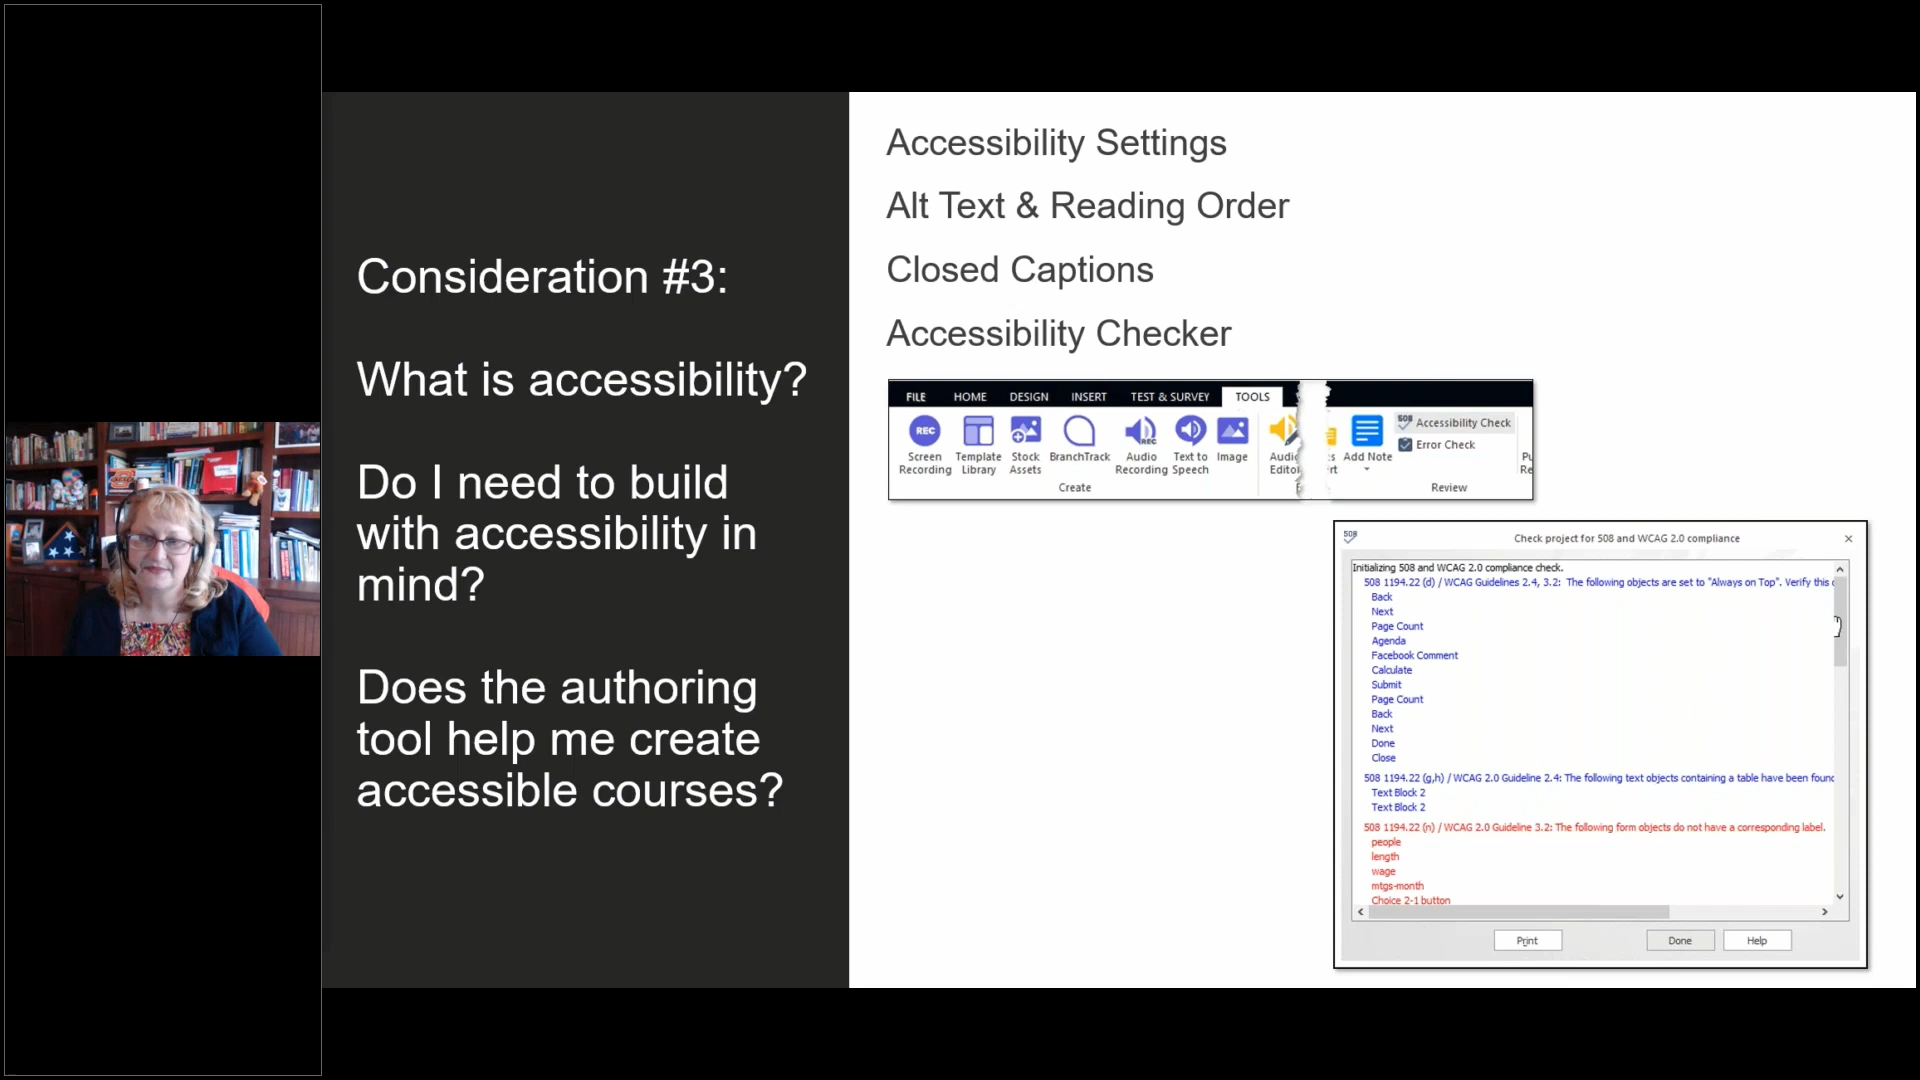 Consideration #3:
What is accessibility?
Do I need to build
with accessibility in
mind?
Does the authoring
tool help me create
accessible courses?
Accessibility Settings
Alt Text & Reading Order
Closed Captions
Accessibility Checker
FILE HOME DESIGN INSERT TEST & SURVEY TOOLS
REC
Screen
Recording
Template
Library
Stock
Assets
BranchTrack
REC
Audio
Recording
Text to
Speech
Image
Create
Add Note
508
Accessibility Check
Error Check
Review
508
Check project for 508 and WCAG 2.0 compliance
Initializing 508 and WCAG 2.0 compliance check.
508 1194.22 (d) / WCAG Guidelines 2.4, 3.2: The following objects are set to "Always on Top". Verify this
Back
Next
Page Count
Agenda
Facebook Comment
Calculate
Submit
Page Count
Back
Next
Done
Close
508 1194.22 (g,h) / WCAG 2.0 Guideline 2.4: The following text objects containing a table have been found
Text Block 2
Text Block 2
508 1194.22 (n) / WCAG 2.0 Guideline 3.2: The following form objects do not have a corresponding label.
people
length
wage
mtgs-month
Choice 2-1 button
Print
Done
Help